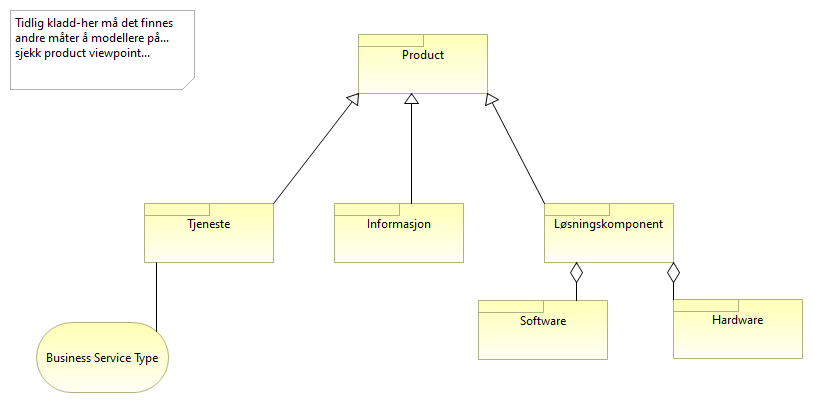 Tidlig kladd-her må det finnes
andre måter å modellere på...
sjekk product viewpoint...
Product
Tjeneste
Informasjon
Løsningskomponent
Software
Hardware
Business Service Type